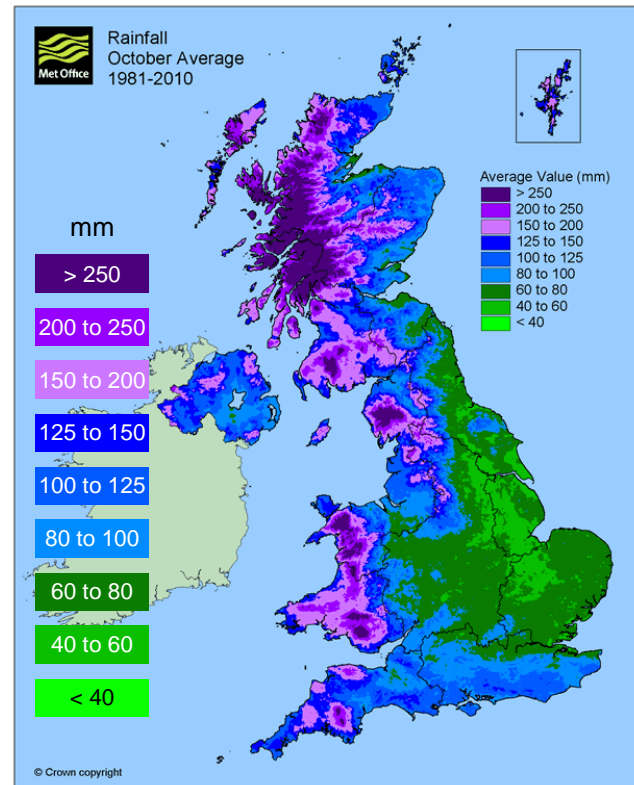 Met Office
Rainfall
October Average
1981-2010
Average Value (mm)
> 250
200 to 250
150 to 200
125 to 150
100 to 125
80 to 100
60 to 80
40 to 60
< 40
mm
> 250
200 to 250
150 to 200
125 to 150
100 to 125
80 to 100
60 to 80
40 to 60
< 40
© Crown copyright